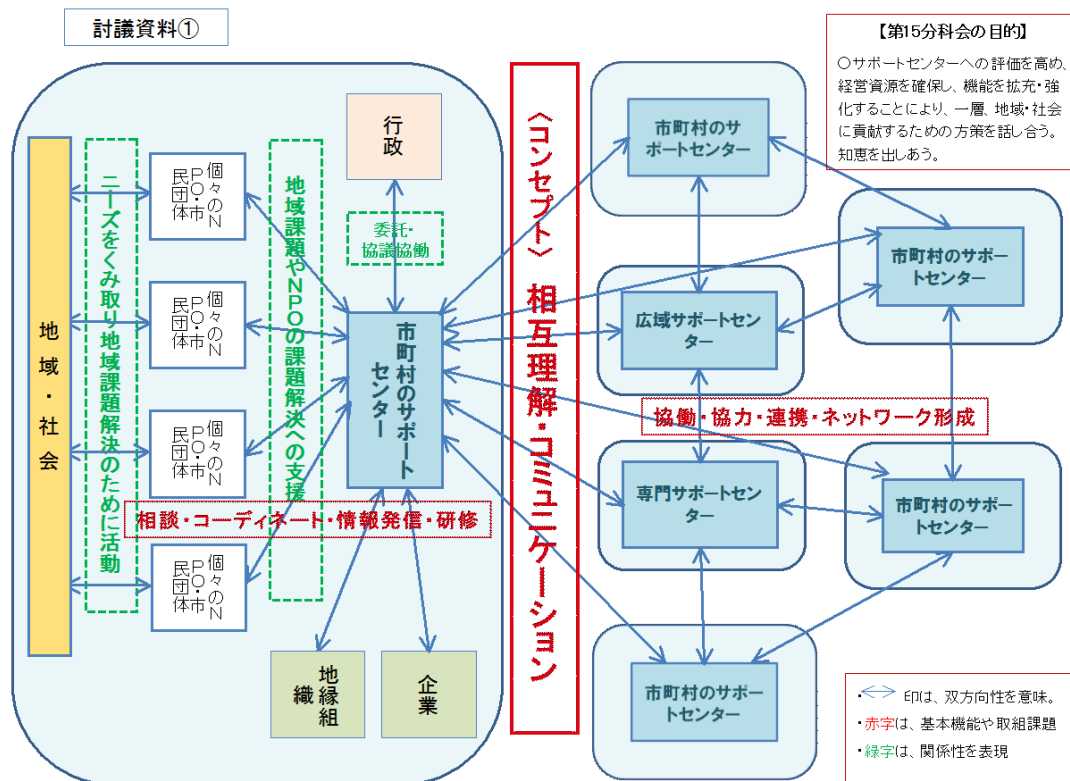 討議資料①
【第15分科会の目的】
○サポートセンターへの評価を高め、
経営資源を確保し、機能を拡充・強
化することにより、一層、地域・社会
に貢献するための方策を話し合う。
知恵を出しあう。
地域・社会
ニーズをくみ取り地域課題解決のために活動
個々のN
PO・市
民団体
個々のN
PO・市
民団体
個々のN
PO・市
民団体
個々のN
PO・市
民団体
地域課題やNPOの課題解決への支援
相談・コーディネート・情報発信・研修
行政
委託・
協議協働
市町村のサポート
センター
地縁組
織
企業
〈コンセプト〉 相互理解・コミュニケーション
市町村のサ
ポートセンター
市町村のサポー
トセンター
広域サポートセン
ター
協働・協力・連携・ネットワーク形成
専門サポートセン
ター
市町村のサポー
トセンター
市町村のサポー
トセンター
・⇔ 印は、双方向性を意味。
・赤字は、基本機能や取組課題
・緑字は、関係性を表現